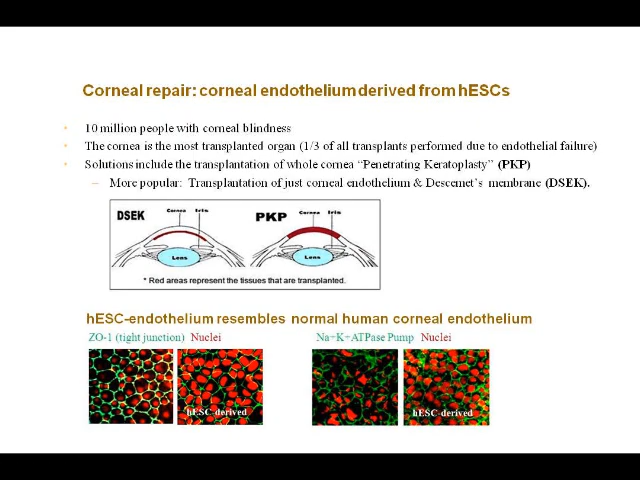 Corneal repair: corneal endothelium derived from hESCs
• 10 million people with corneal blindness
• The cornea is the most transplanted organ (1/3 of all transplants performed due to endothelial failure)
• Solutions include the transplantation of whole cornea “Penetrating Keratoplasty” (PKP)
– More popular: Transplantation of just corneal endothelium & Descemet’s membrane (DSEK).
DSEK Cornea Iris
Lens
PKP Cornea Iris
Lens
* Red areas represent the tissues that are transplanted.
hESC-endothelium resembles normal human corneal endothelium
ZO-1 (tight junction) Nuclei
hESC-derived
Na+K+ATPase Pump Nuclei
hESC-derived